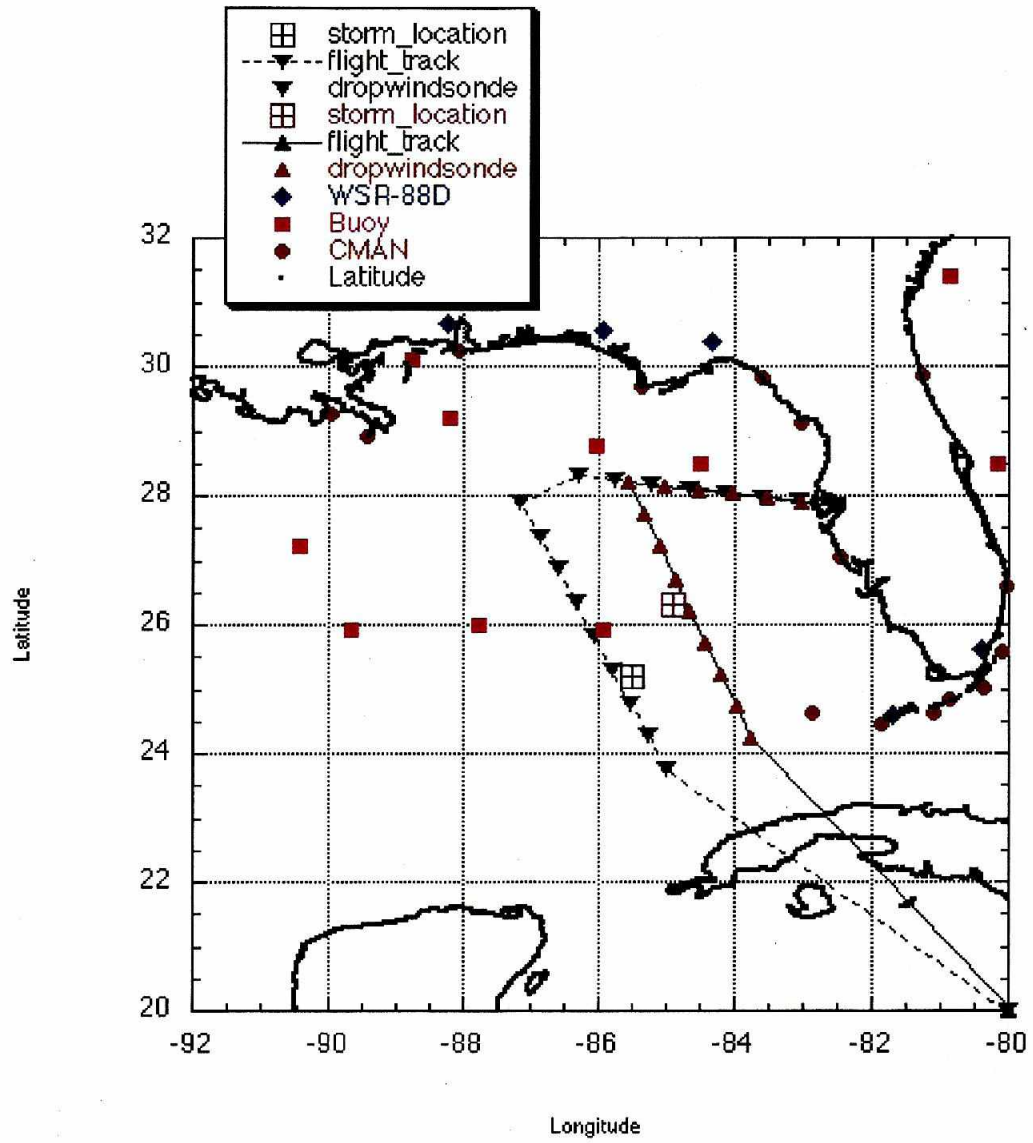 storm_location
flight_track
dropwindsonde
storm_location
flight_track
dropwindsonde
WSR-88D
Buoy
CMAN
Latitude
32
30
28
26
24
22
20
-92 -90 -88 -86 -84 -82 -80
Latitude
Longitude